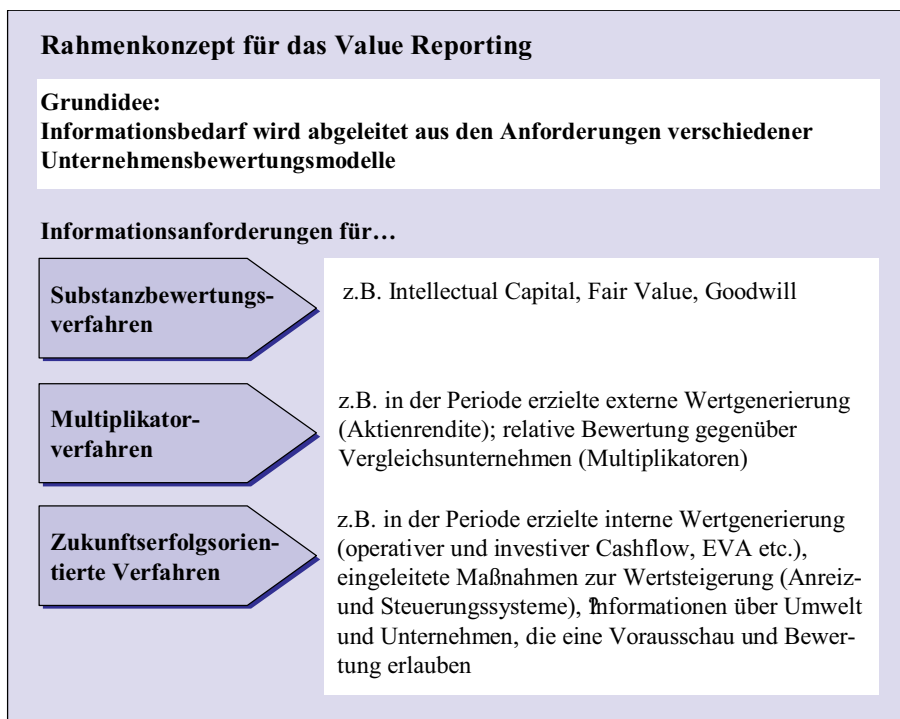 Rahmenkonzept für das Value Reporting
Grundidee:
Informationsbedarf wird abgeleitet aus den Anforderungen verschiedener
Unternehmensbewertungsmodelle
Informationsanforderungen für…
Substanzbewertungs-
verfahren
z.B. Intellectual Capital, Fair Value, Goodwill
Multiplikator-
verfahren
z.B. in der Periode erzielte externe Wertgenerierung
(Aktienrendite); relative Bewertung gegenüber
Vergleichsunternehmen (Multiplikatoren)
Zukunftserfolgsorien-
tierte Verfahren
z.B. in der Periode erzielte interne Wertgenerierung
(operativer und investiver Cashflow, EVA etc.),
eingeleitete Maßnahmen zur Wertsteigerung (Anreiz-
und Steuerungssysteme), Informationen über Umwelt
und Unternehmen, die eine Vorausschau und Bewer-
tung erlauben